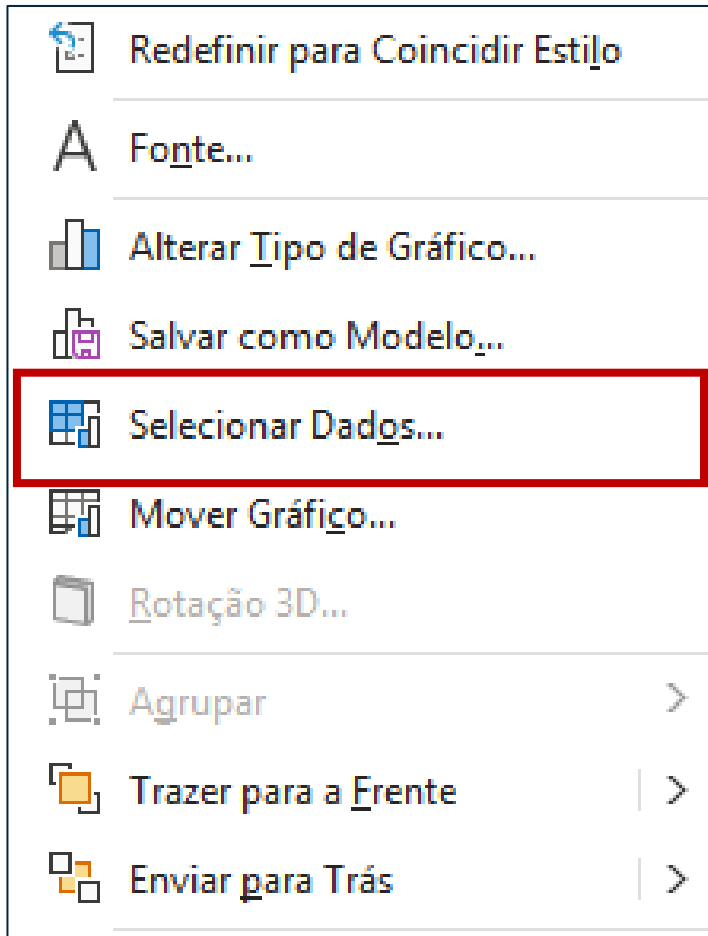 Redefinir para Coincidir Estilo
Fonte...
Alterar Tipo de Gráfico...
Salvar como Modelo...
Selecionar Dados...
Mover Gráfico...
Rotação 3D...
Agrupar
Trazer para a Frente
Enviar para Trás